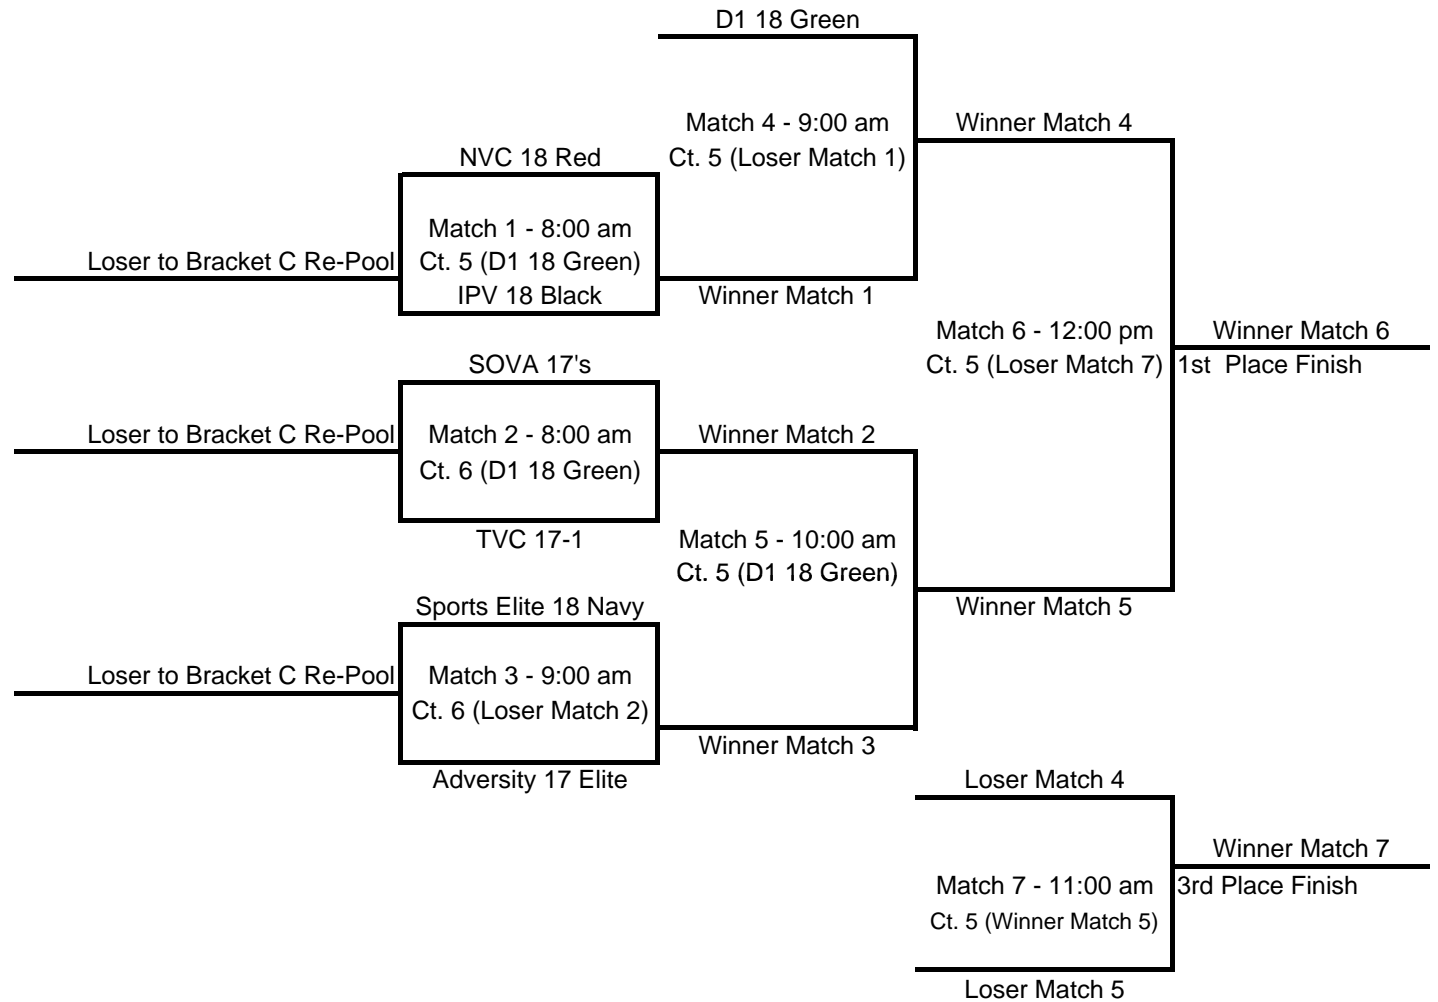 D1 18 Green
Match 4 - 9:00 am
Ct. 5 (Loser Match 1)
Winner Match 4
NVC 18 Red
Match 1 - 8:00 am
Ct. 5 (D1 18 Green)
IPV 18 Black
Loser to Bracket C Re-Pool
Winner Match 1
Match 6 - 12:00 pm
Ct. 5 (Loser Match 7)
Winner Match 6
1st  Place Finish
SOVA 17's
Loser to Bracket C Re-Pool
Match 2 - 8:00 am
Ct. 6 (D1 18 Green)
Winner Match 2
TVC 17-1
Match 5 - 10:00 am
Ct. 5 (D1 18 Green)
Winner Match 5
Sports Elite 18 Navy
Loser to Bracket C Re-Pool
Match 3 - 9:00 am
Ct. 6 (Loser Match 2)
Winner Match 3
Adversity 17 Elite
Loser Match 4
Match 7 - 11:00 am
Ct. 5 (Winner Match 5)
Winner Match 7
3rd Place Finish
Loser Match 5